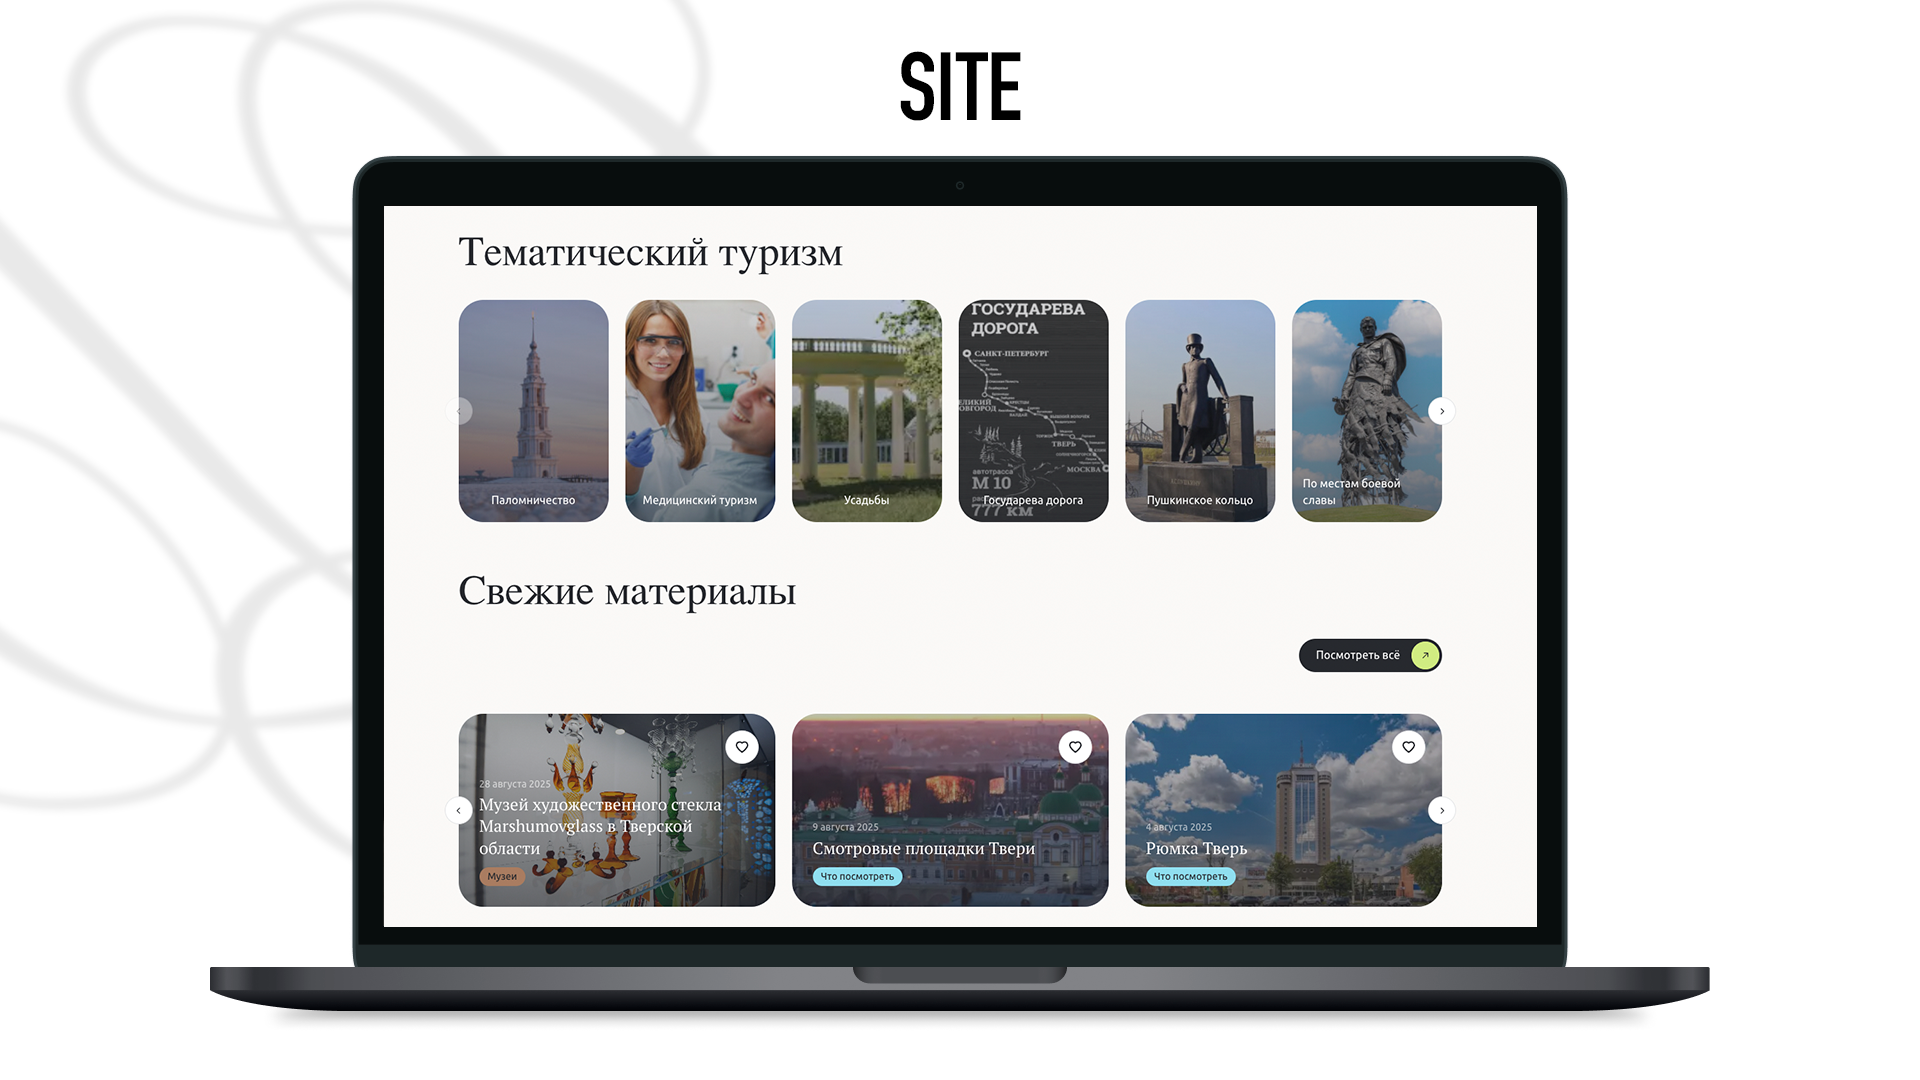 SITE
Тематический туризм
ГОСУДАРЕВА
ДОРОГА
САНКТ-ПЕТЕРБУРГ
ТВЕРЬ
МОСКВА
автотрасса
М 10
777 км
Паломничество
Медицинский туризм
Усадьбы
Государева дорога
Пушкинское кольцо
По местам боевой
славы
Свежие материалы
Посмотреть всё
28 августа 2025
Музей художественного стекла
Marshumovglass в Тверской
области
Музеи
9 августа 2025
Смотровые площадки Твери
Что посмотреть
4 августа 2025
Рюмка Тверь
Что посмотреть